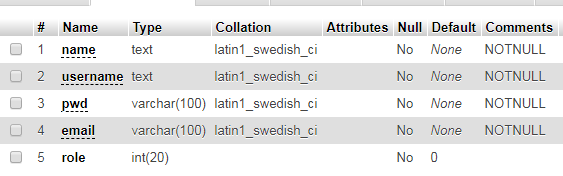 # Name Type Collation Attributes Null Default Comments
1 name text latin1_swedish_ci No None NOTNULL
2 username text latin1_swedish_ci No None NOTNULL
3 pwd varchar(100) latin1_swedish_ci No None NOTNULL
4 email varchar(100) latin1_swedish_ci No None NOTNULL
5 role int(20) No 0